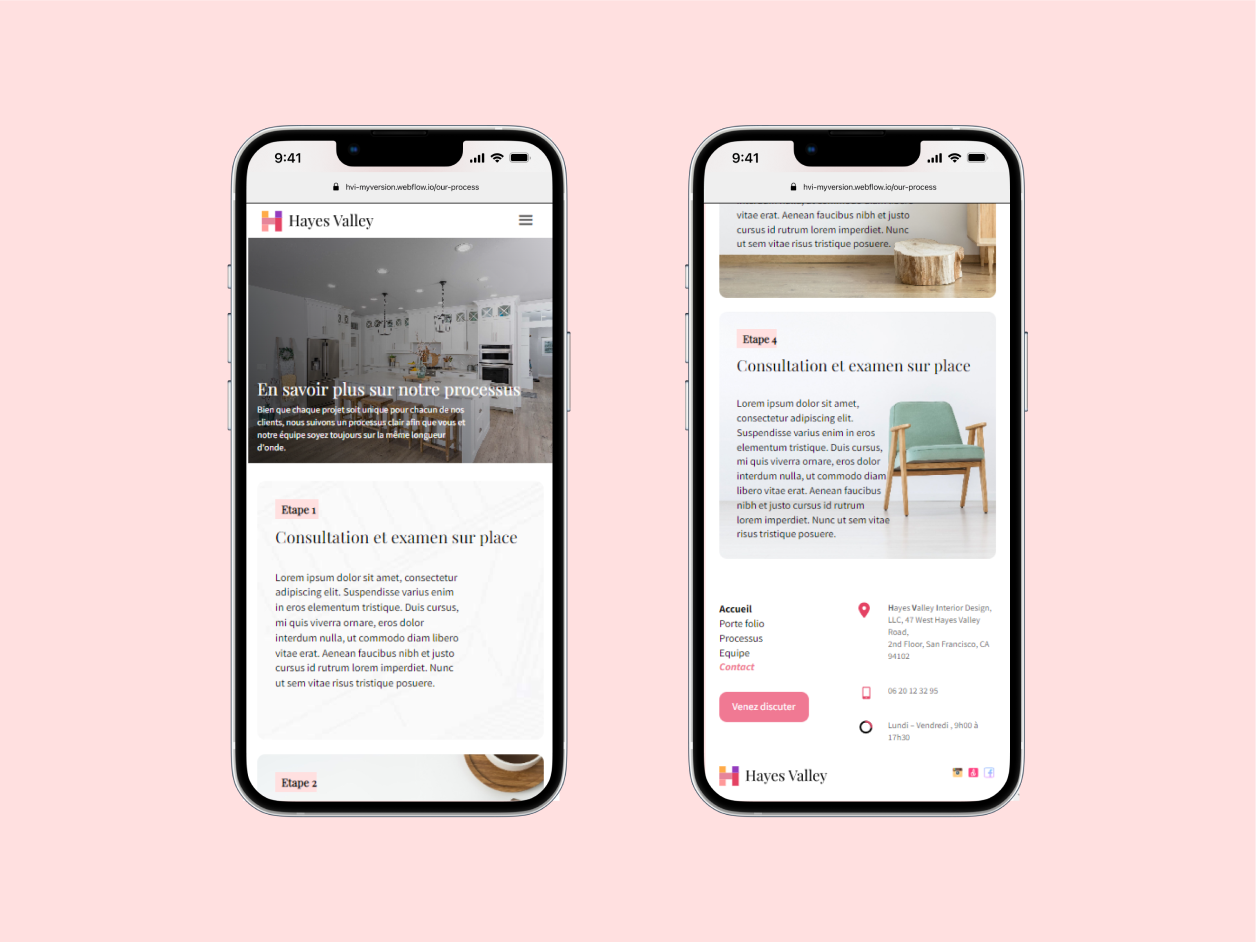 9:41
hvi-myversion.webflow.io/our-process
Hayes Valley
En savoir plus sur notre processus
Bien que chaque projet soit unique pour chacun de nos
clients, nous suivons un processus clair afin que vous et
notre équipe soyez toujours sur la même longueur
d'onde.
Etape 1
Consultation et examen sur place
Lorem ipsum dolor sit amet, consectetur
adipiscing elit. Suspendisse varius enim
in eros elementum tristique. Duis cursus,
mi quis viverra ornare, eros dolor
interdum nulla, ut commodo diam libero
vitae erat. Aenean faucibus nibh et justo
cursus id rutrum lorem imperdiet. Nunc
ut sem vitae risus tristique posuere.
Etape 2
9:41
hvi-myversion.webflow.io/our-process
vitae erat. Aenean faucibus nibh et justo
cursus id rutrum lorem imperdiet. Nunc
ut sem vitae risus tristique posuere.
Etape 4
Consultation et examen sur place
Lorem ipsum dolor sit amet,
consectetur adipiscing elit.
Suspendisse varius enim in eros
elementum tristique. Duis cursus,
mi quis viverra ornare, eros dolor
interdum nulla, ut commodo diam
libero vitae erat. Aenean faucibus
nibh et justo cursus id rutrum
lorem imperdiet. Nunc ut sem vitae
risus tristique posuere.
Accueil
Porte folio
Processus
Equipe
Contact
Venez discuter
Hayes Valley Interior Design,
LLC, 47 West Hayes Valley
Road,
2nd Floor, San Francisco, CA
94102
06 20 12 32 95
Lundi – Vendredi , 9h00 à
17h30
Hayes Valley